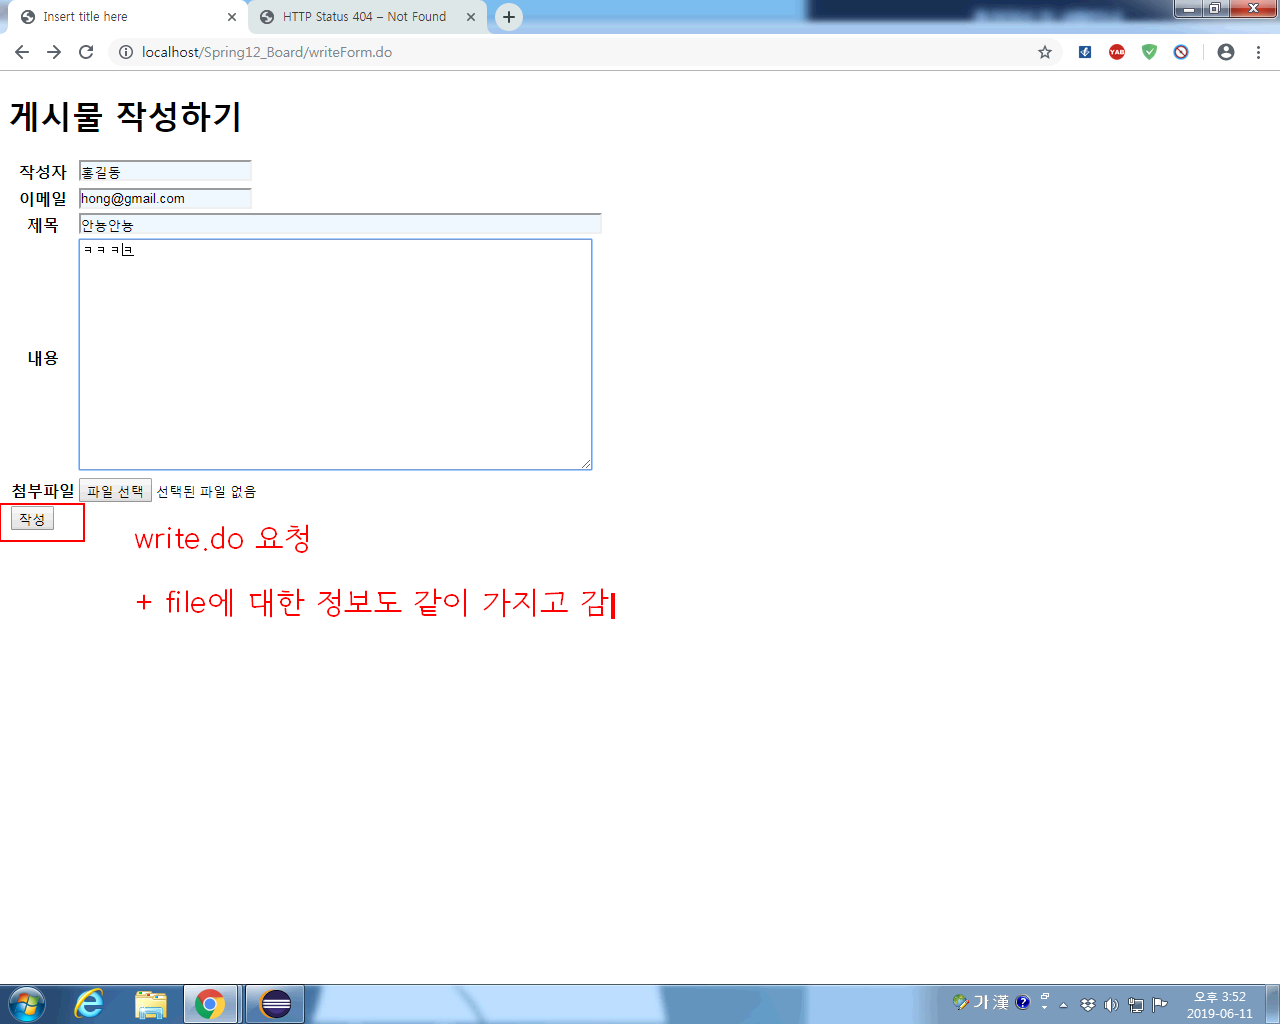 Insert title here
HTTP Status 404 – Not Found
localhost/Spring12_Board/writeForm.do
YAB
게시물 작성하기
작성자 홍길동
이메일 hong@gmail.com
제목 안뇽안뇽
ㅋㅋㅋㅋ
내용
첨부파일 파일 선택 선택된 파일 없음
작성
write.do 요청
+ file에 대한 정보도 같이 가지고 감
가 漢
오후 3:52
2019-06-11